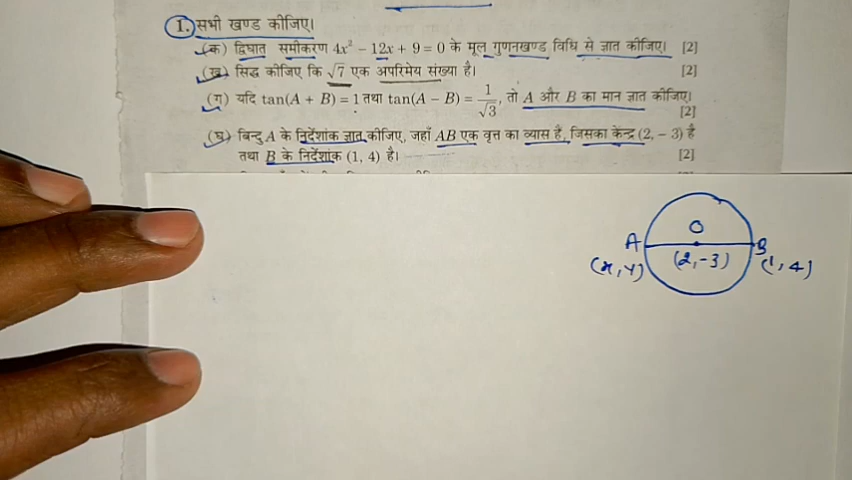 1. सभी खण्ड कीजिए।
(क) द्विघात समीकरण 4x² − 12x + 9 = 0 के मूल गुणनखण्ड विधि से ज्ञात कीजिए। [2]
(ख) सिद्ध कीजिए कि √7 एक अपरिमेय संख्या है। [2]
(ग) यदि tan(A + B) = 1 तथा tan(A − B) = 1/√3, तो A और B का मान ज्ञात कीजिए।
[2]
(घ) बिन्दु A के निर्देशांक ज्ञात कीजिए, जहाँ AB एक वृत्त का व्यास है, जिसका केन्द्र (2, − 3) है
तथा B के निर्देशांक (1, 4) है। [2]
O
A B
(x, y) (2, -3) (1, 4)